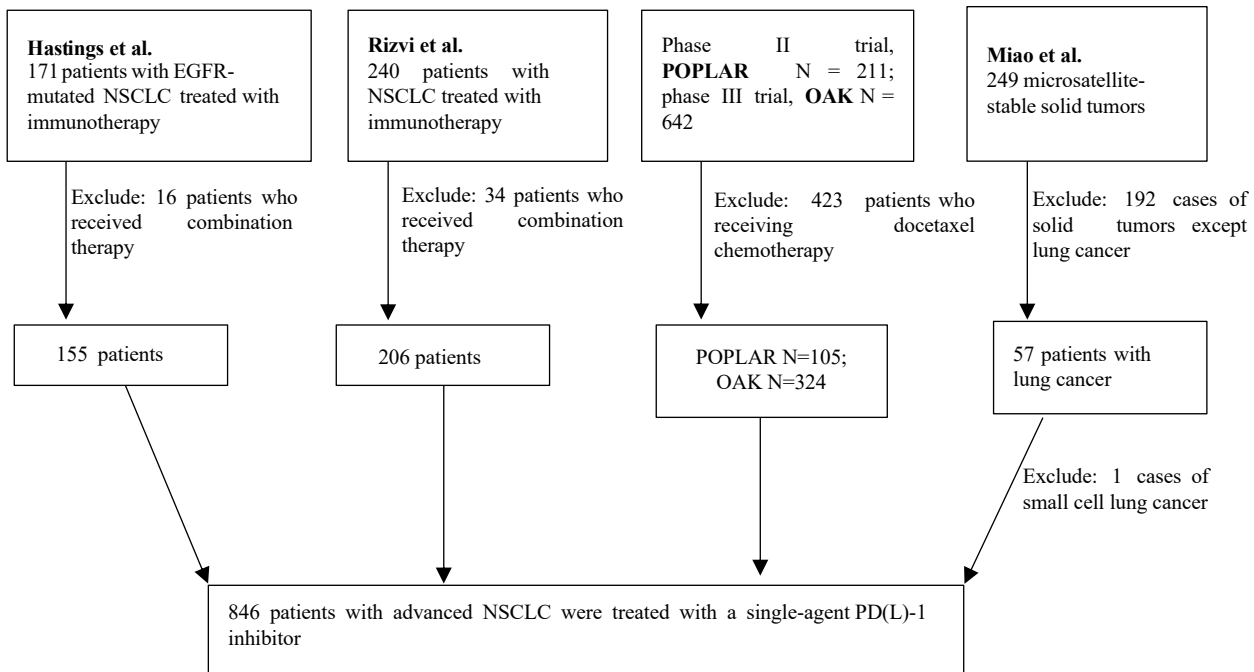 Hastings et al.
171 patients with EGFR-
mutated NSCLC treated with
immunotherapy
Rizvi et al.
240 patients with
NSCLC treated with
immunotherapy
Phase II trial,
POPLAR N = 211;
phase III trial, OAK N =
642
Miao et al.
249 microsatellite-
stable solid tumors
Exclude: 16 patients who
received combination
therapy
Exclude: 34 patients who
received combination
therapy
Exclude: 423 patients who
receiving docetaxel
chemotherapy
Exclude: 192 cases of
solid tumors except
lung cancer
155 patients
206 patients
POPLAR N=105;
OAK N=324
57 patients with
lung cancer
Exclude: 1 cases of
small cell lung cancer
846 patients with advanced NSCLC were treated with a single-agent PD(L)-1
inhibitor